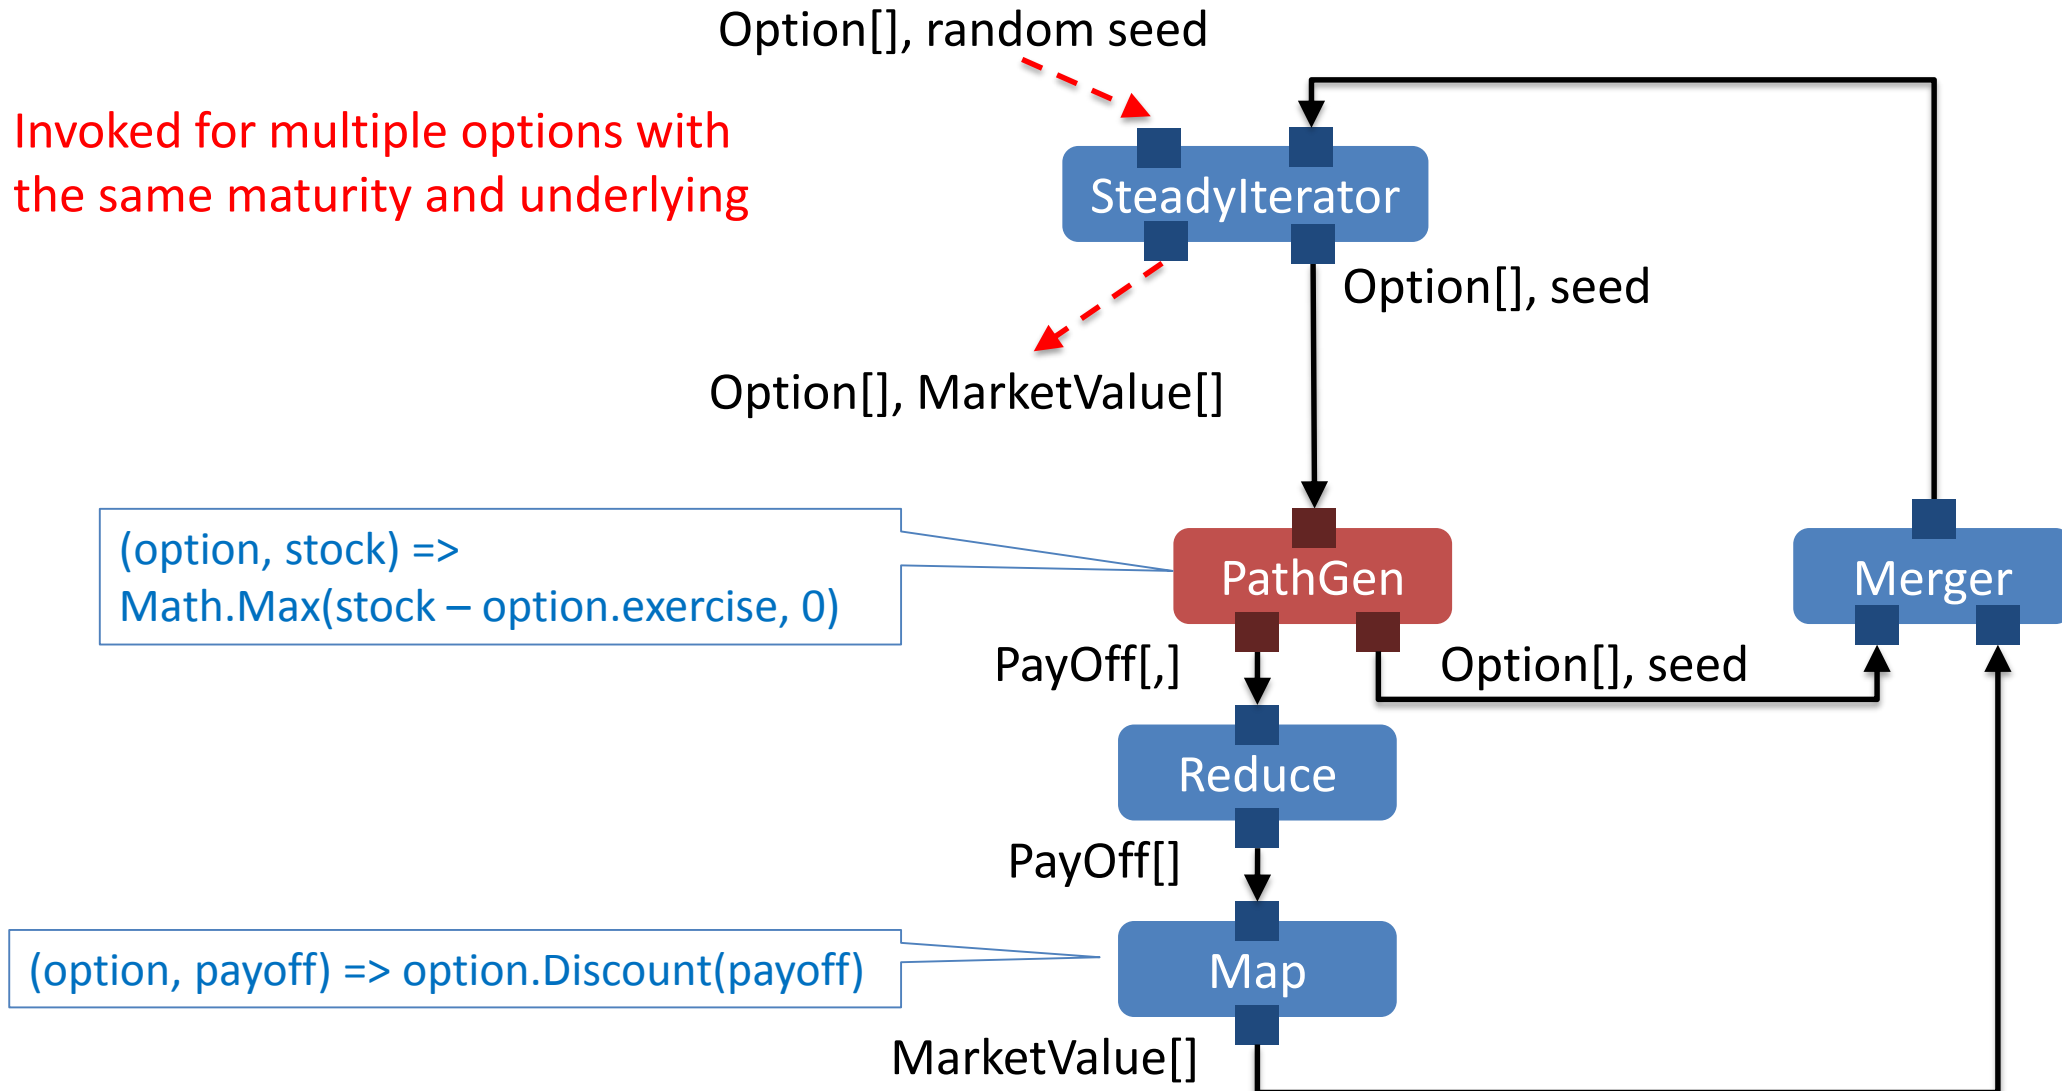 Option[], random seed
Invoked for multiple options with
the same maturity and underlying
SteadyIterator
Option[], seed
Option[], MarketValue[]
(option, stock) =>
Math.Max(stock – option.exercise, 0)
PathGen
Merger
PayOff[,]
Option[], seed
Reduce
PayOff[]
(option, payoff) => option.Discount(payoff)
Map
MarketValue[]